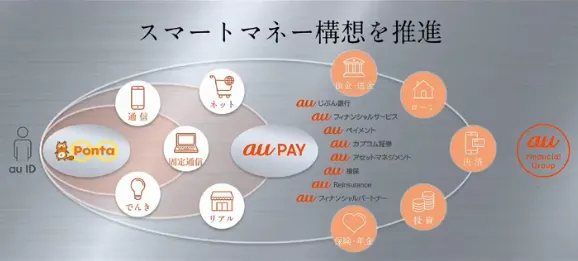 スマートマネー構想を推進
預金・送金
ネット
ローン
通信
au じぶん銀行
au フィナンシャルサービス
au ペイメント
au ID
Ponta
固定通信
au PAY
au カブコム証券
決済
au Financial Group
au アセットマネジメント
au 損保
au Reinsurance
au フィナンシャルパートナー
でんき
リアル
投資
保険・年金